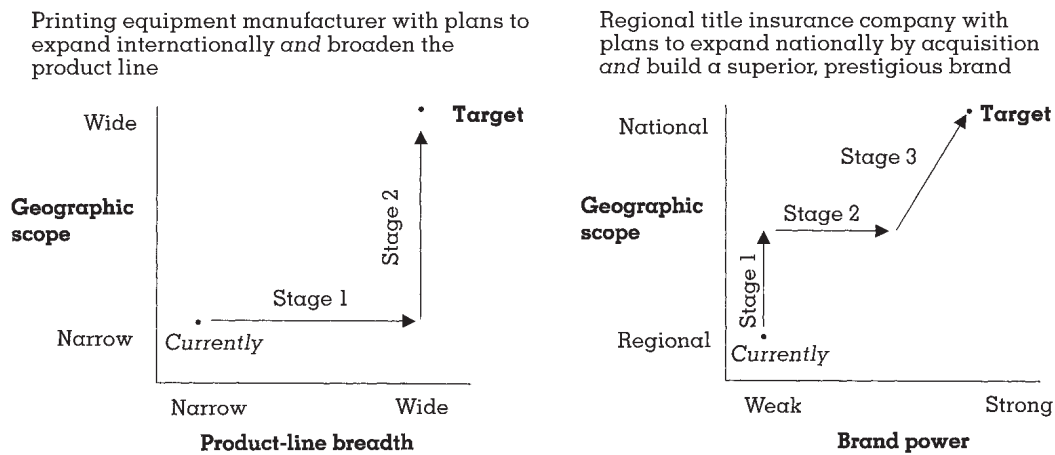 Printing equipment manufacturer with plans to
expand internationally and broaden the
product line
Wide
Target
Geographic
scope
Stage 2
Stage 1
Narrow
Currently
Narrow
Wide
Product-line breadth
Regional title insurance company with
plans to expand nationally by acquisition
and build a superior, prestigious brand
National
Target
Stage 3
Geographic
scope
Stage 2
Stage 1
Regional
Currently
Weak
Strong
Brand power